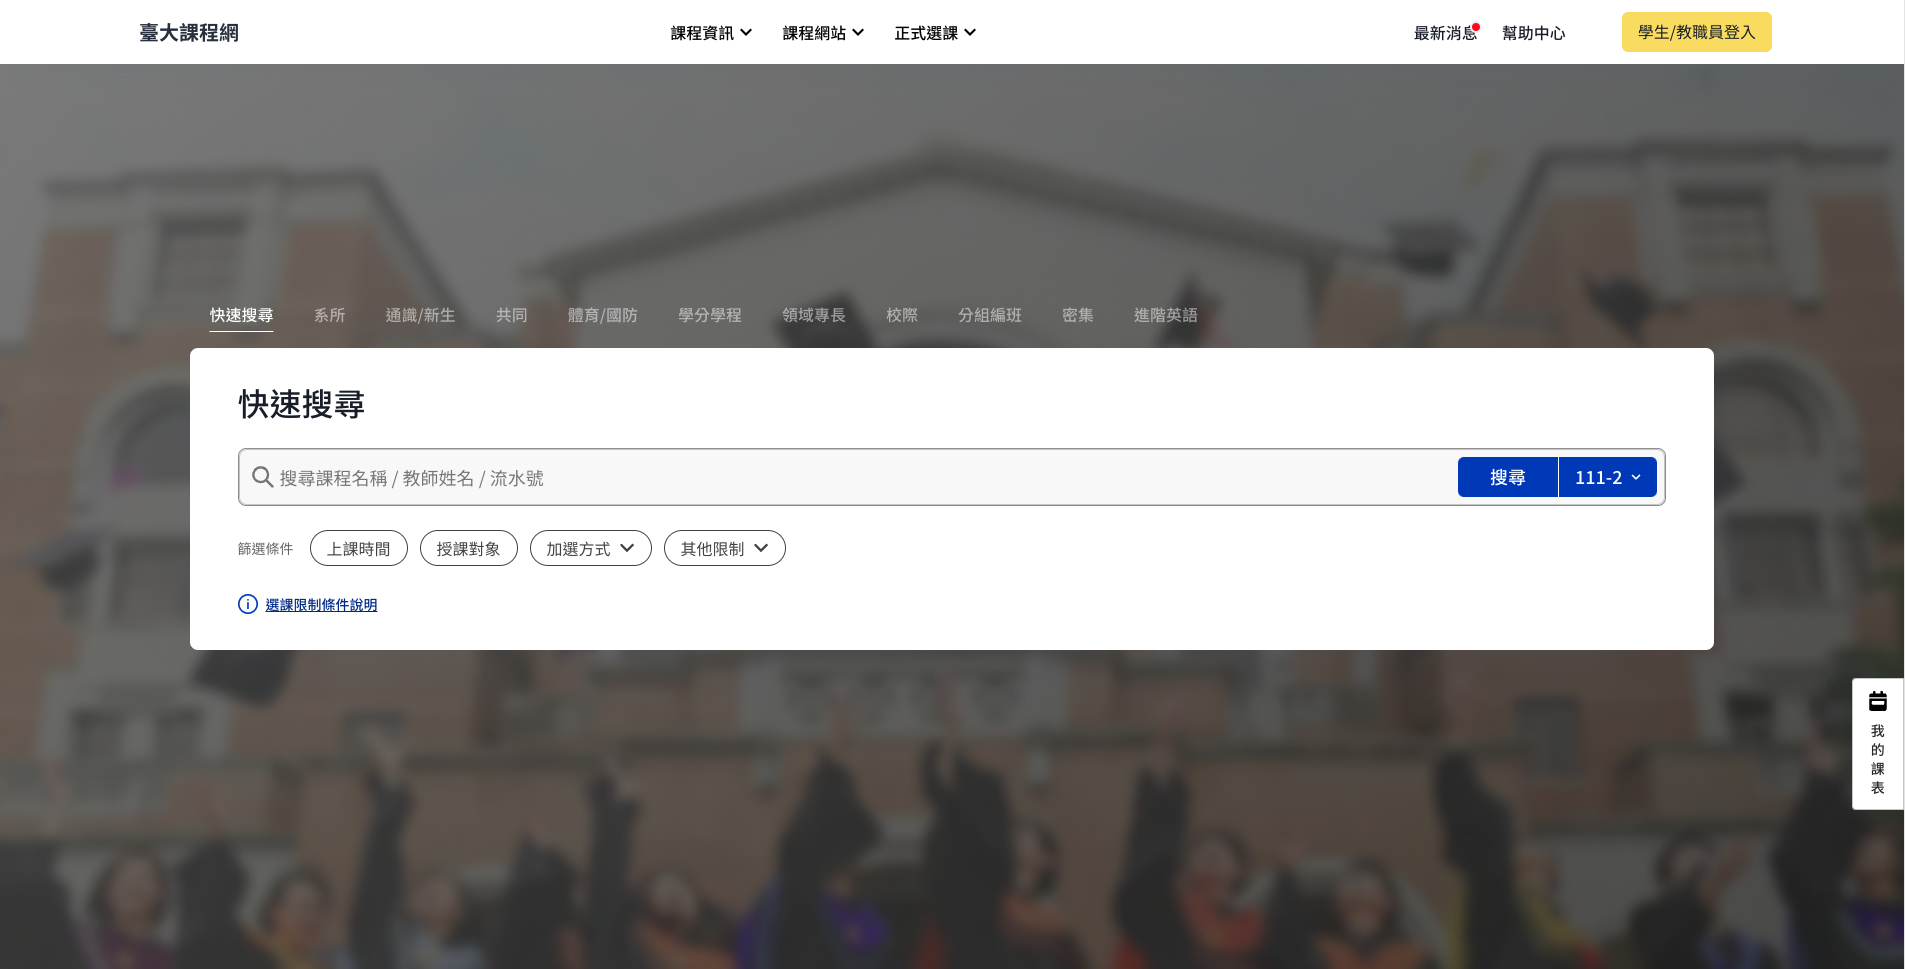 臺大課程網
課程資訊
課程網站
正式選課
最新消息
幫助中心
學生/教職員登入
快速搜尋
系所
通識/新生
共同
體育/國防
學分學程
領域專長
校際
分組編班
密集
進階英語
快速搜尋
搜尋課程名稱 / 教師姓名 / 流水號
搜尋
111-2
篩選條件
上課時間
授課對象
加選方式
其他限制
選課限制條件說明
我的課表